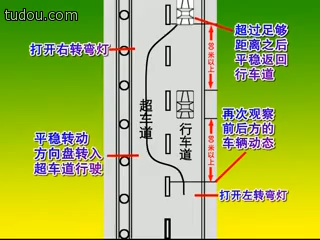 tudou.com
超过足够
距离之后
平稳返回
行车道
打开右转弯灯
80米以上
超车道
行车道
再次观察
前后方的
车辆动态
80米以上
平稳转动
方向盘转入
超车道行驶
打开左转弯灯